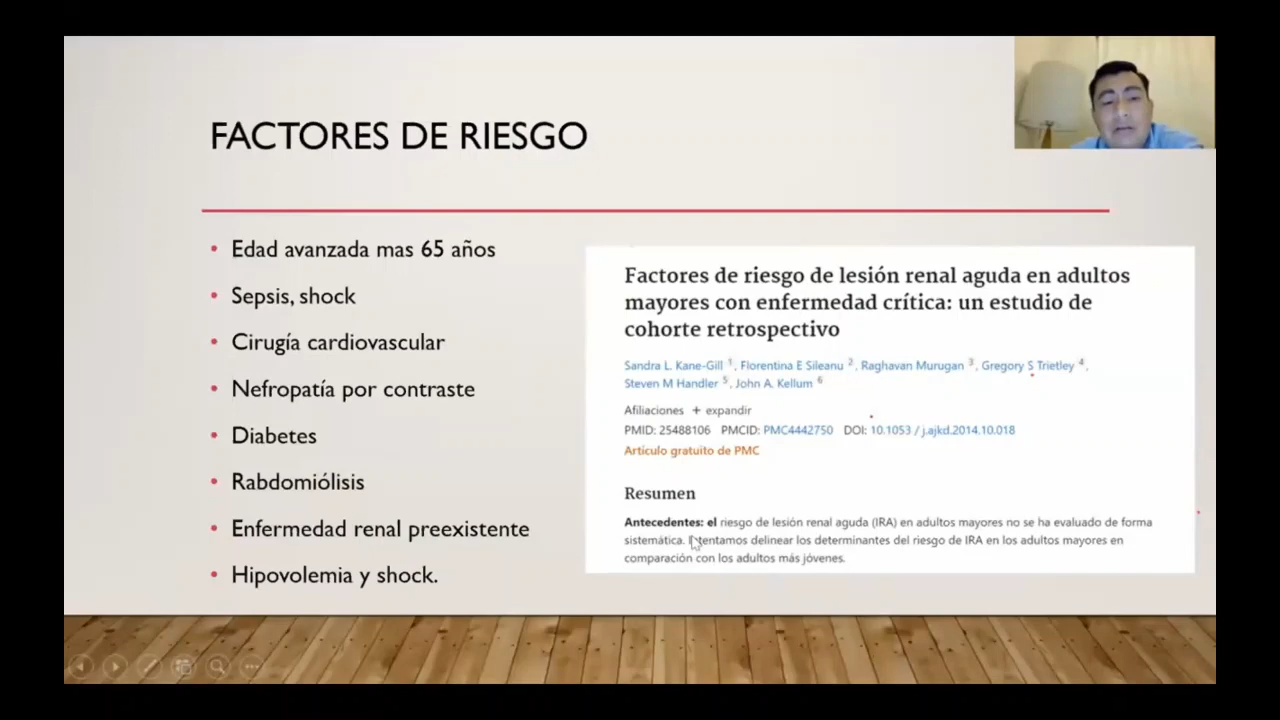 FACTORES DE RIESGO
• Edad avanzada mas 65 años
• Sepsis, shock
• Cirugía cardiovascular
• Nefropatía por contraste
• Diabetes
• Rabdomiólisis
• Enfermedad renal preexistente
• Hipovolemia y shock.
Factores de riesgo de lesión renal aguda en adultos
mayores con enfermedad crítica: un estudio de
cohorte retrospectivo
Sandra L. Kane-Gill 1, Florentina E Sileanu 2, Raghavan Murugan 3, Gregory S Trietley 4,
Steven M Handler 5, John A. Kellum 6
Afiliaciones + expandir
PMID: 25488106 PMCID: PMC4442750 DOI: 10.1053 / j.ajkd.2014.10.018
Artículo gratuito de PMC
Resumen
Antecedentes: el riesgo de lesión renal aguda (IRA) en adultos mayores no se ha evaluado de forma
sistemática. Intentamos delinear los determinantes del riesgo de IRA en los adultos mayores en
comparación con los adultos más jóvenes.